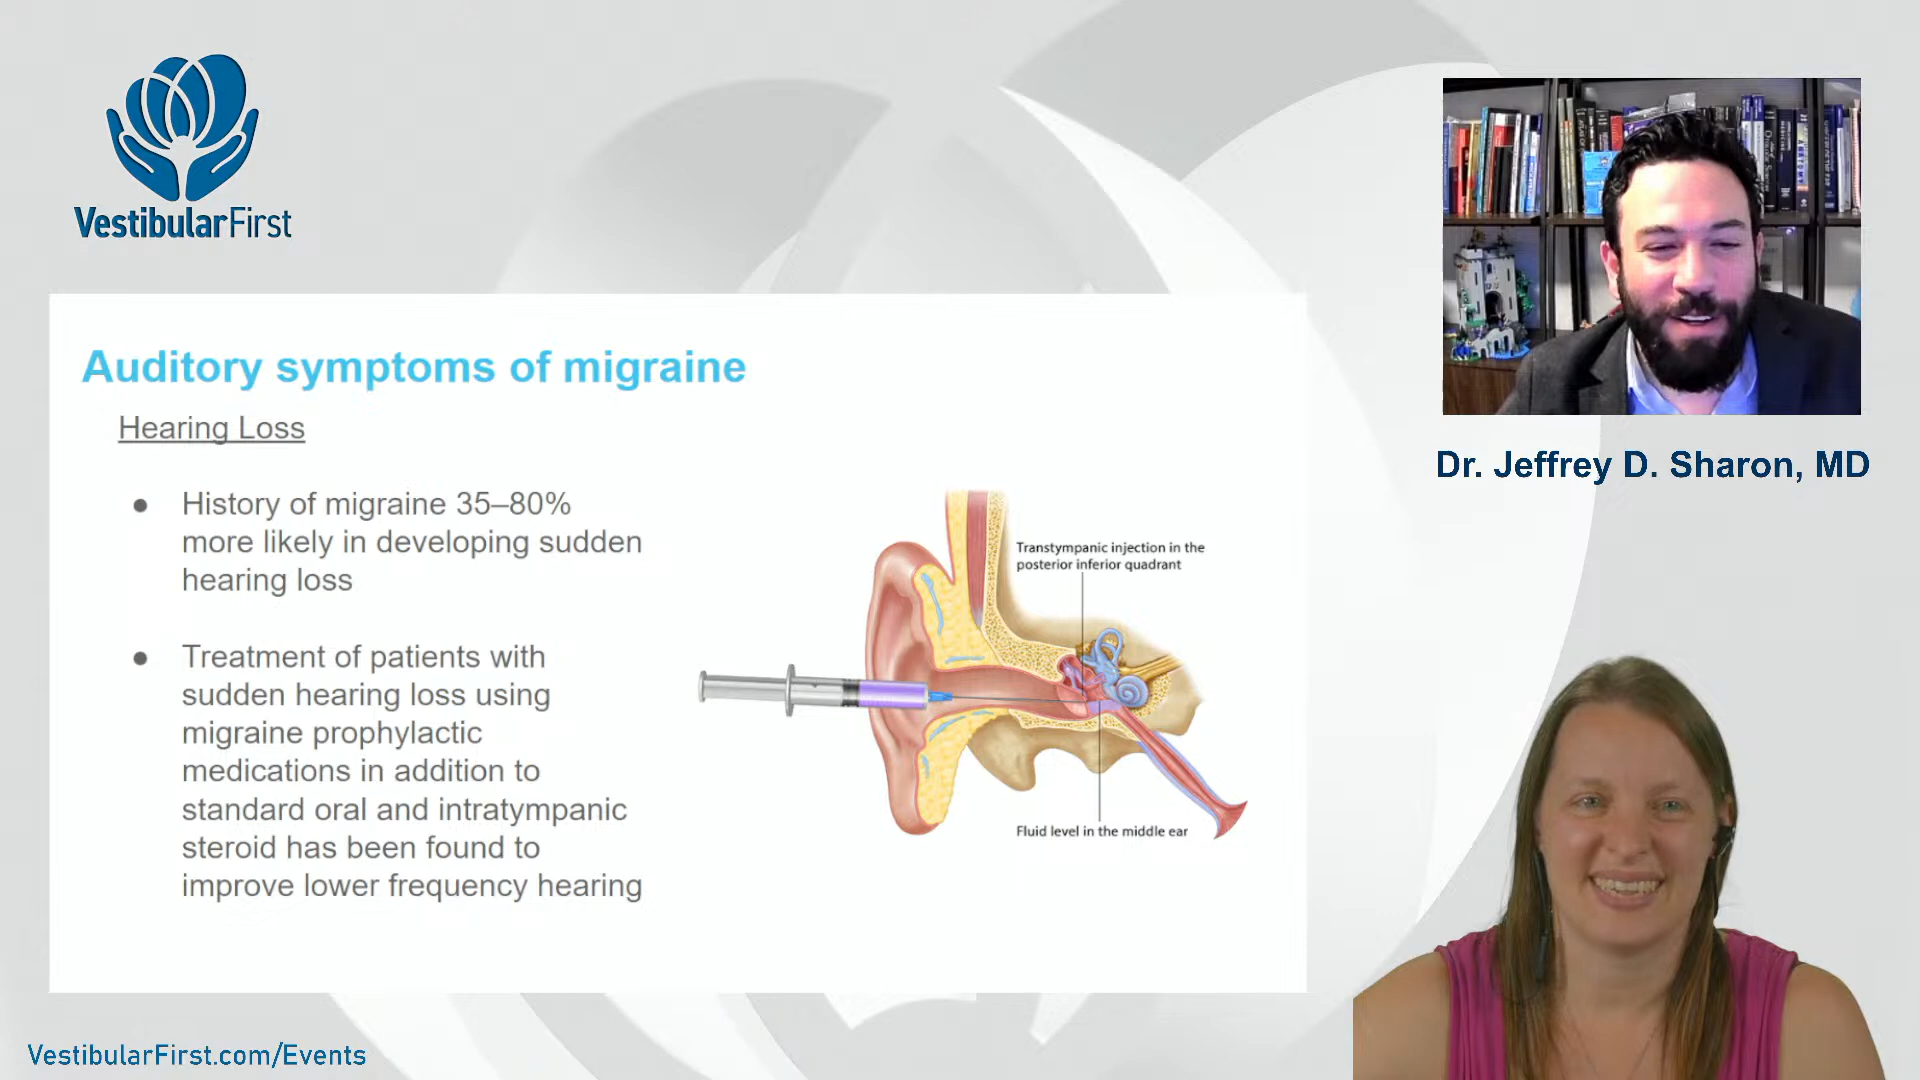 VestibularFirst
Auditory symptoms of migraine
Hearing Loss
● History of migraine 35–80%
more likely in developing sudden
hearing loss
● Treatment of patients with
sudden hearing loss using
migraine prophylactic
medications in addition to
standard oral and intratympanic
steroid has been found to
improve lower frequency hearing
Transtympanic injection in the
posterior inferior quadrant
Fluid level in the middle ear
Dr. Jeffrey D. Sharon, MD
VestibularFirst.com/Events